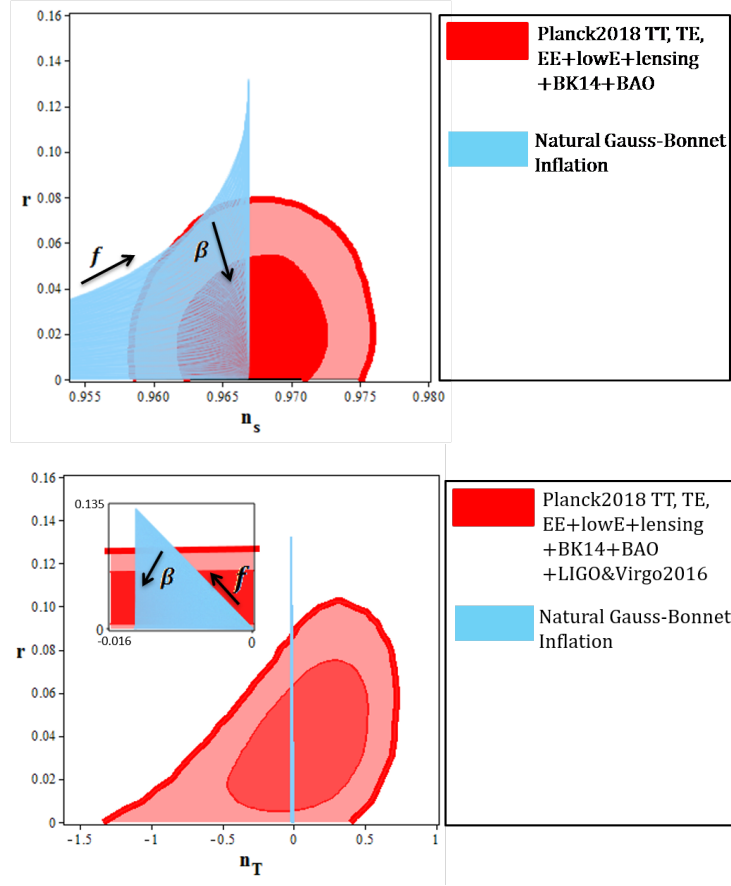 0.16
0.14
0.12
0.10
r
0.08
0.06
0.04
0.02
0
f
β
0.955
0.960
0.965
0.970
0.975
0.980
n_s
Planck2018 TT, TE,
EE+lowE+lensing
+BK14+BAO
Natural Gauss-Bonnet
Inflation
0.16
0.14
0.12
0.10
r
0.08
0.06
0.04
0.02
0
0.135
0
-0.016
0
β
f
-1.5
-1
-0.5
0
0.5
1
n_T
Planck2018 TT, TE,
EE+lowE+lensing
+BK14+BAO
+LIGO&Virgo2016
Natural Gauss-Bonnet
Inflation